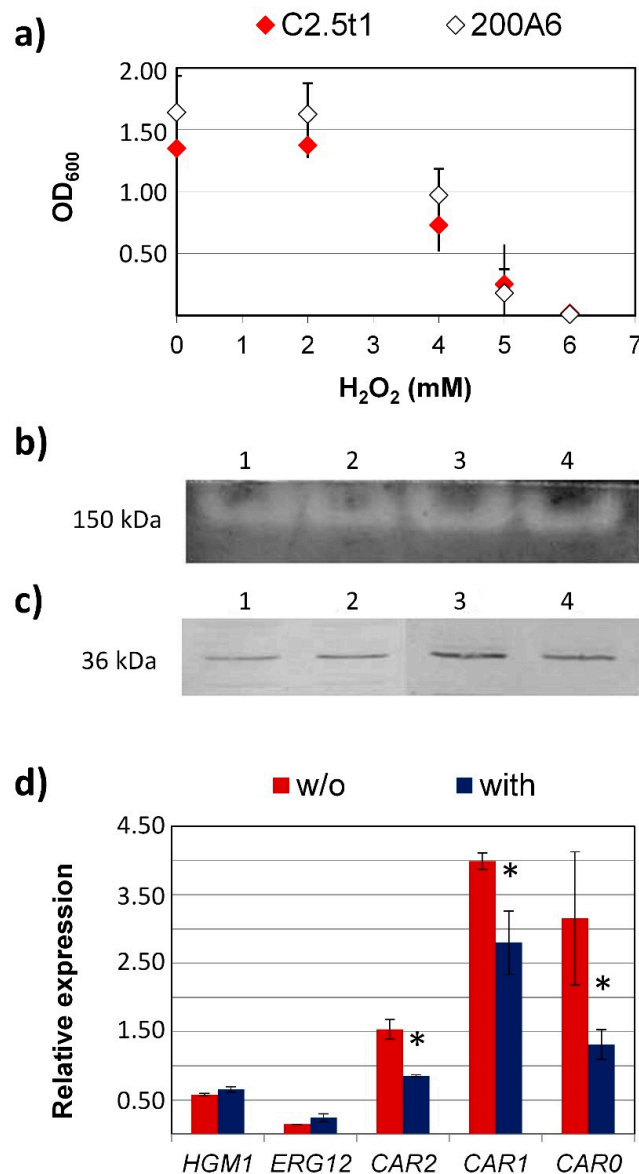 a)
C2.5t1 200A6
2.00
1.50
1.00
0.50
OD600
0 1 2 3 4 5 6 7
H2O2 (mM)
b)
1 2 3 4
150 kDa
c)
1 2 3 4
36 kDa
d)
w/o with
4.50
3.50
2.50
1.50
0.50
Relative expression
* * *
HGM1 ERG12 CAR2 CAR1 CAR0